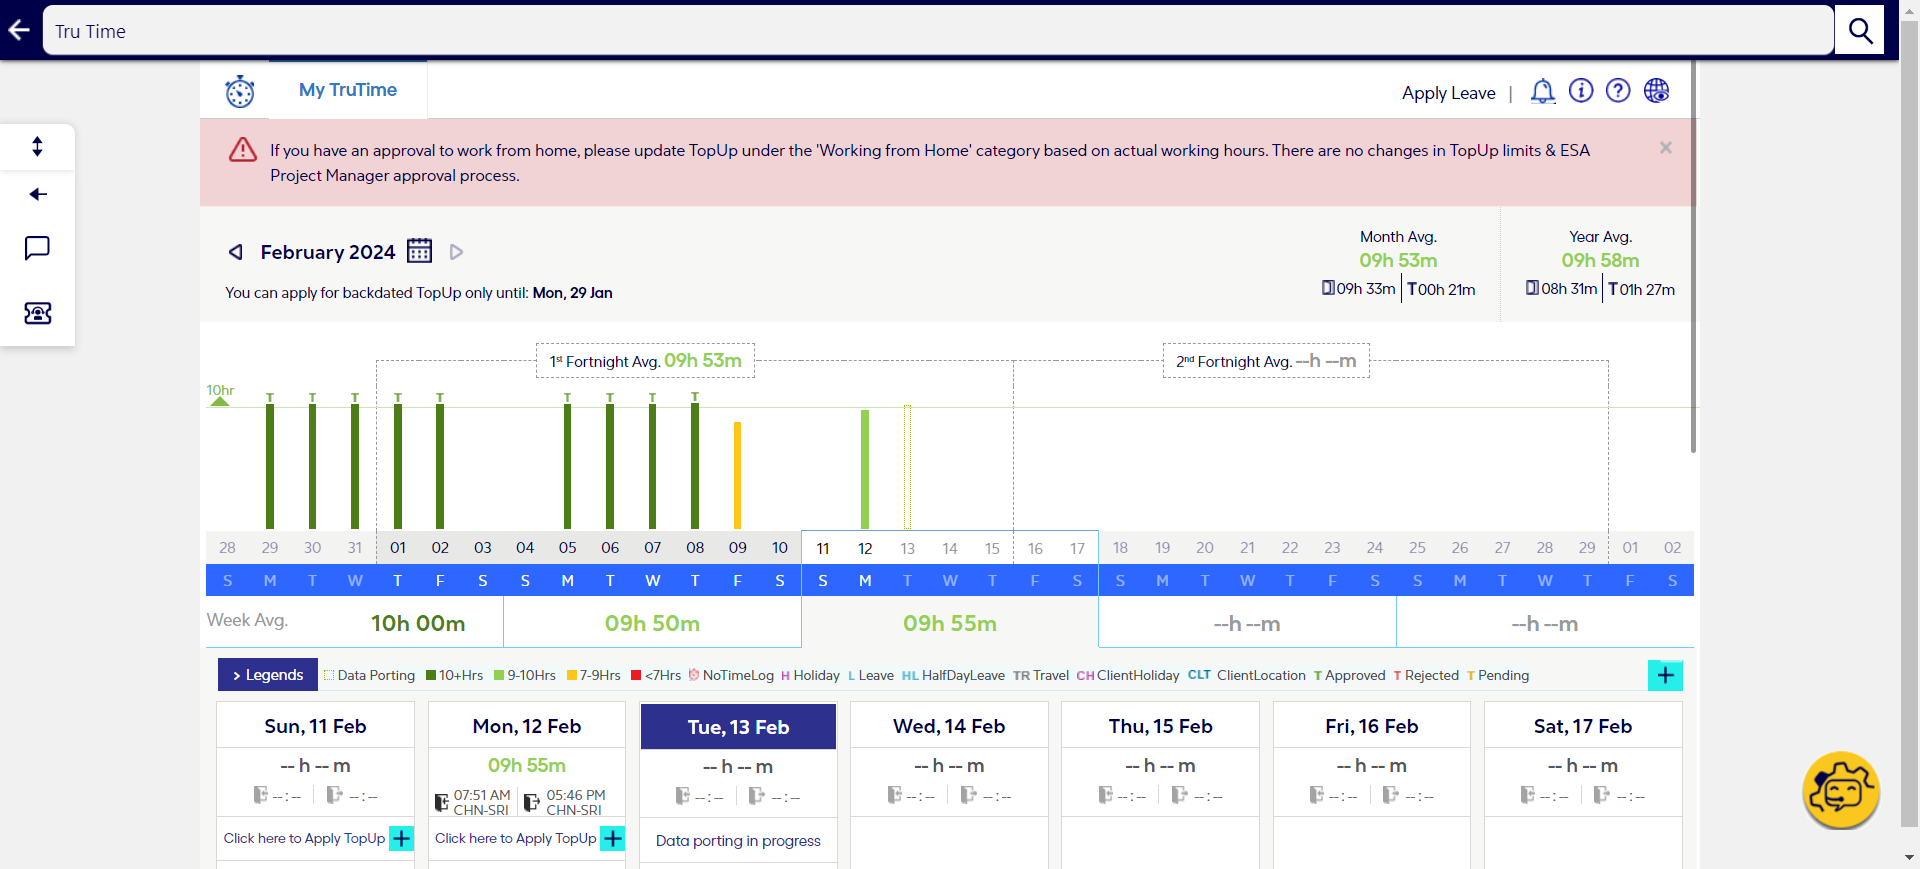 Tru Time
My TruTime
Apply Leave |
If you have an approval to work from home, please update TopUp under the 'Working from Home' category based on actual working hours. There are no changes in TopUp limits & ESA
Project Manager approval process.
×
February 2024
You can apply for backdated TopUp only until: Mon, 29 Jan
Month Avg.
09h 53m
09h 33m T 00h 21m
Year Avg.
09h 58m
08h 31m T 01h 27m
1st Fortnight Avg. 09h 53m
2nd Fortnight Avg. --h --m
10hr
T T T T T T T T T
28 29 30 31 01 02 03 04 05 06 07 08 09 10 11 12 13 14 15 16 17 18 19 20 21 22 23 24 25 26 27 28 29 01 02
S M T W T F S S M T W T F S S M T W T F S S M T W T F S S M T W T F S
Week Avg. 10h 00m 09h 50m 09h 55m --h --m --h --m
> Legends Data Porting 10+Hrs 9-10Hrs 7-9Hrs <7Hrs NoTimeLog H Holiday L Leave HL HalfDayLeave TR Travel CH ClientHoliday CLT ClientLocation T Approved T Rejected T Pending +
Sun, 11 Feb
-- h -- m
--:-- --:--
Click here to Apply TopUp +
Mon, 12 Feb
09h 55m
07:51 AM 05:46 PM
CHN-SRI CHN-SRI
Click here to Apply TopUp +
Tue, 13 Feb
-- h -- m
--:-- --:--
Data porting in progress
Wed, 14 Feb
-- h -- m
--:-- --:--
Thu, 15 Feb
-- h -- m
--:-- --:--
Fri, 16 Feb
-- h -- m
--:-- --:--
Sat, 17 Feb
-- h -- m
--:-- --:--